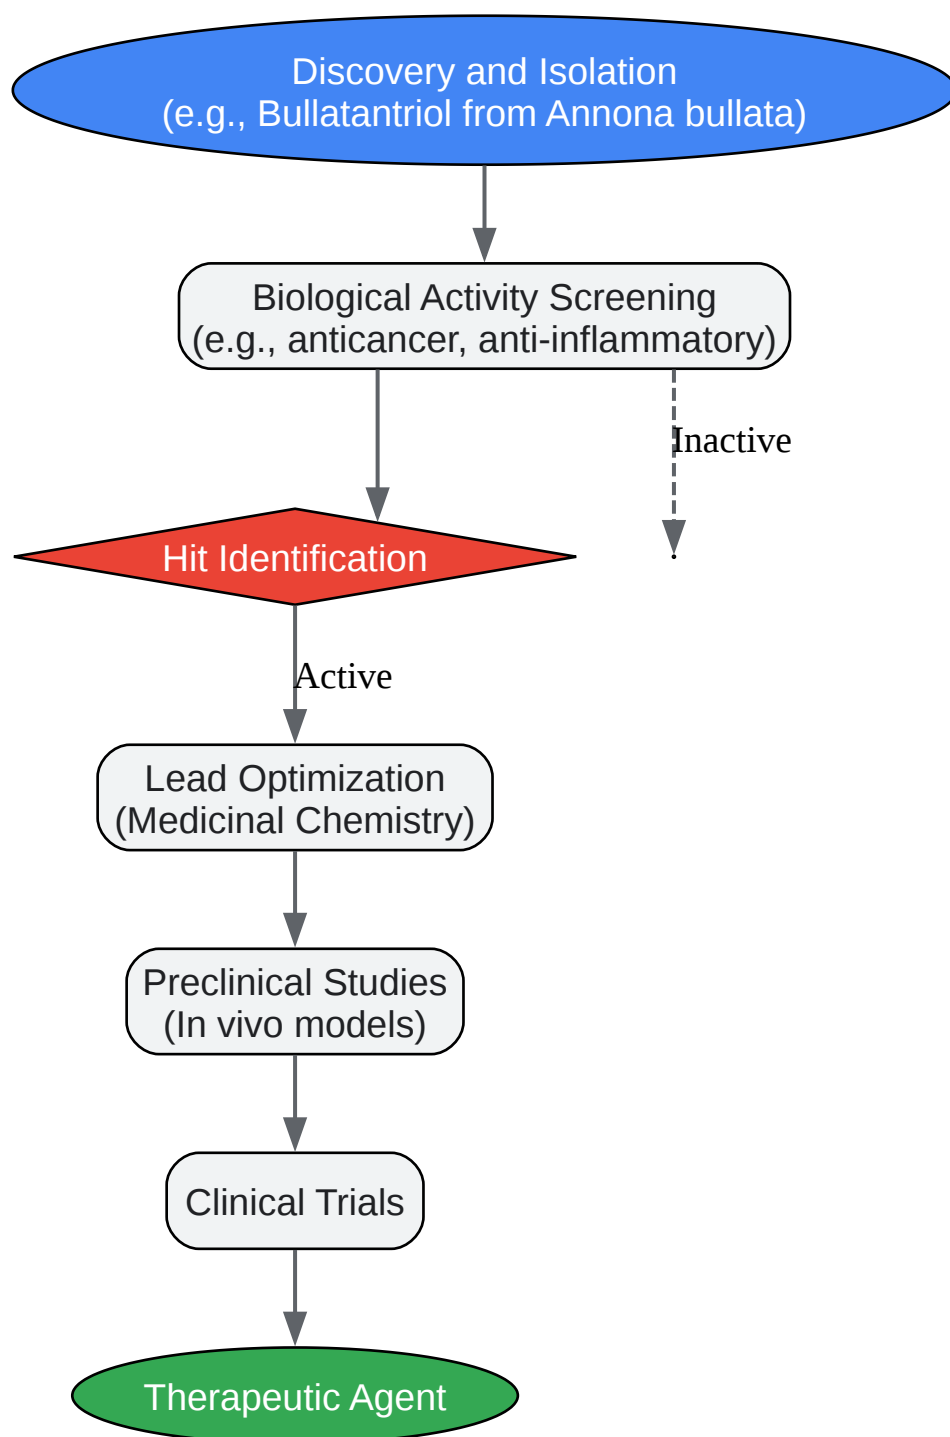 Discovery and Isolation
(e.g., Bullatantriol from Annona bullata)
Biological Activity Screening
(e.g., anticancer, anti-inflammatory)
Inactive
Hit Identification
Active
Lead Optimization
(Medicinal Chemistry)
Preclinical Studies
(In vivo models)
Clinical Trials
Therapeutic Agent